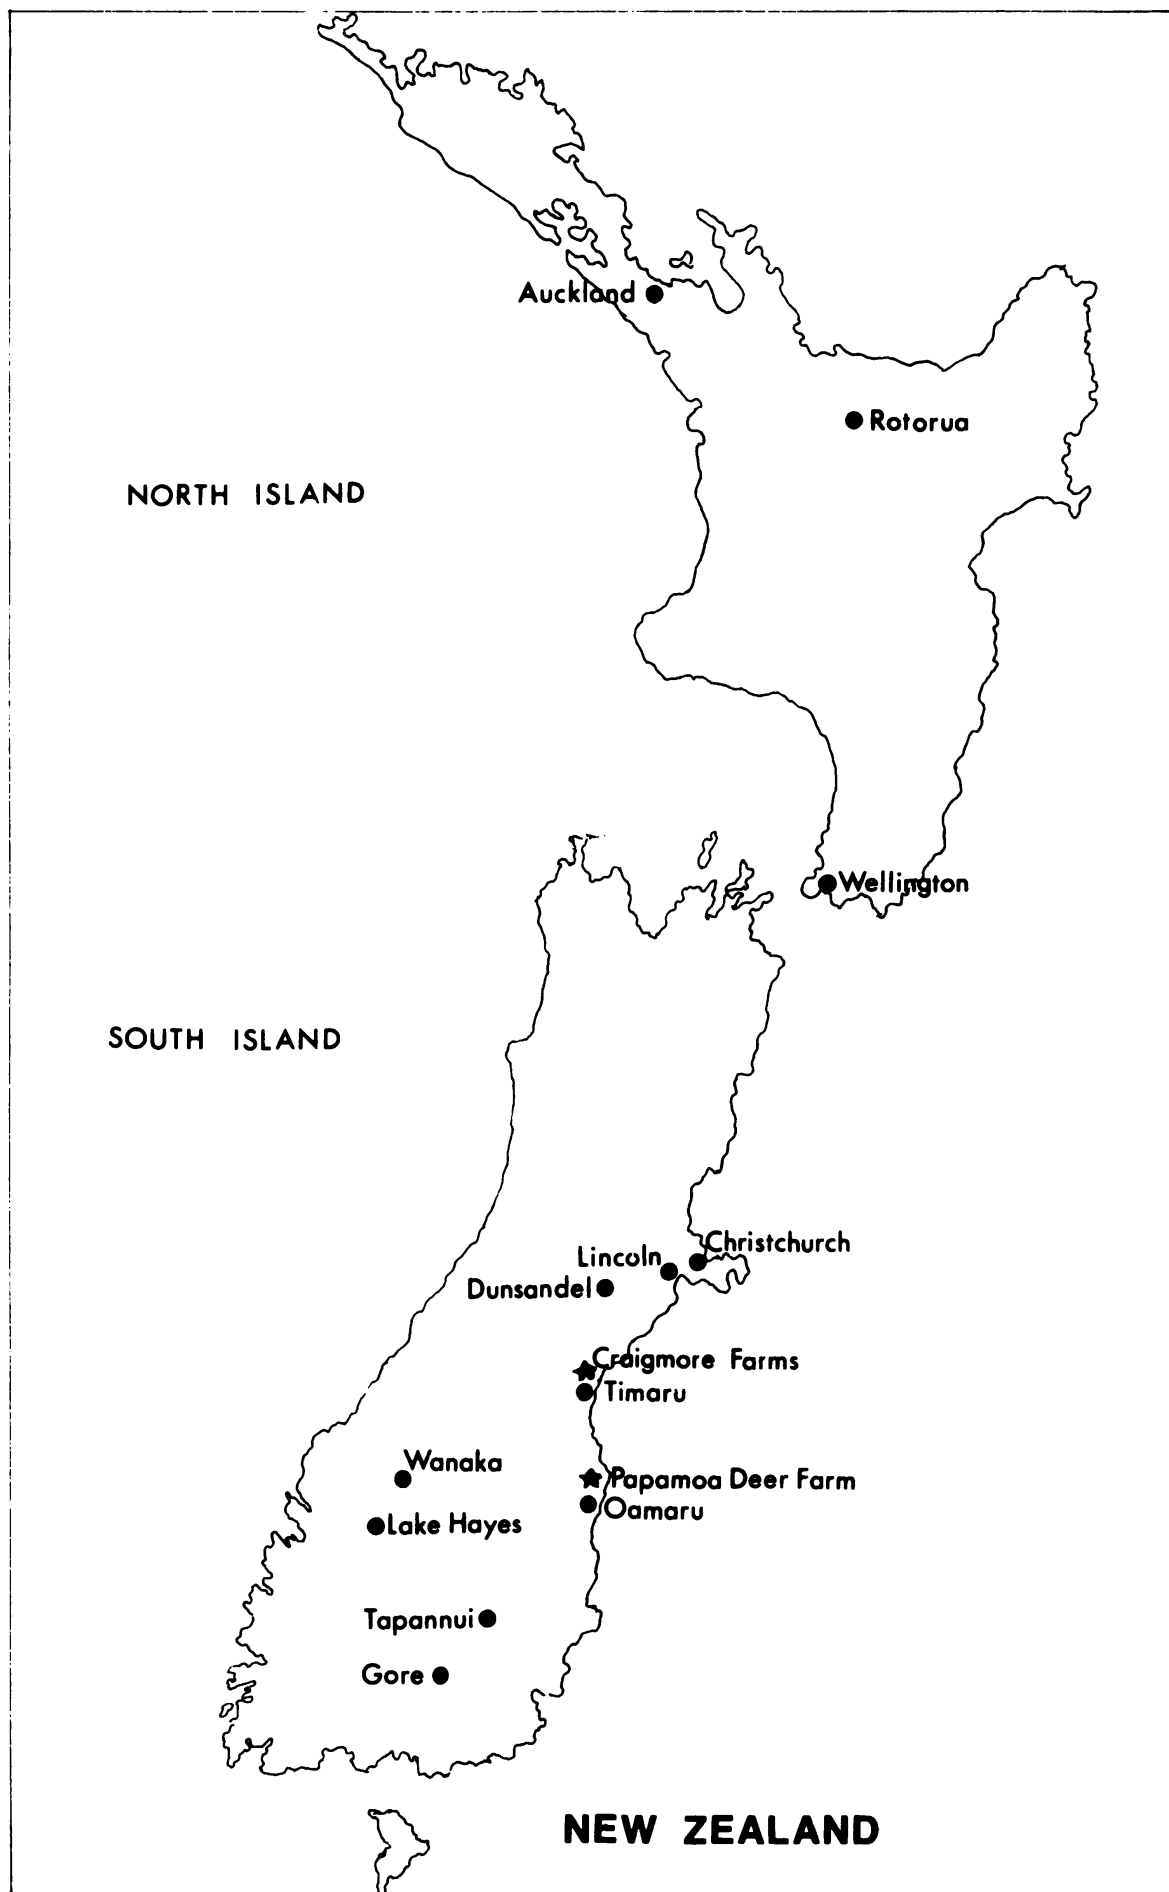 Auckland
Rotorua
NORTH ISLAND
Wellington
SOUTH ISLAND
Christchurch
Lincoln
Dunsandel
Craigmore Farms
Timaru
Wanaka
Papamoa Deer Farm
Oamaru
Lake Hayes
Tapannui
Gore
NEW ZEALAND